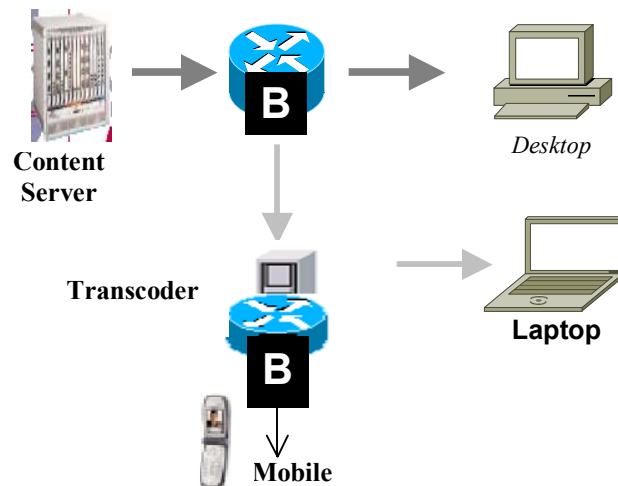 B
Content
Server
Desktop
Transcoder
Laptop
B
Mobile